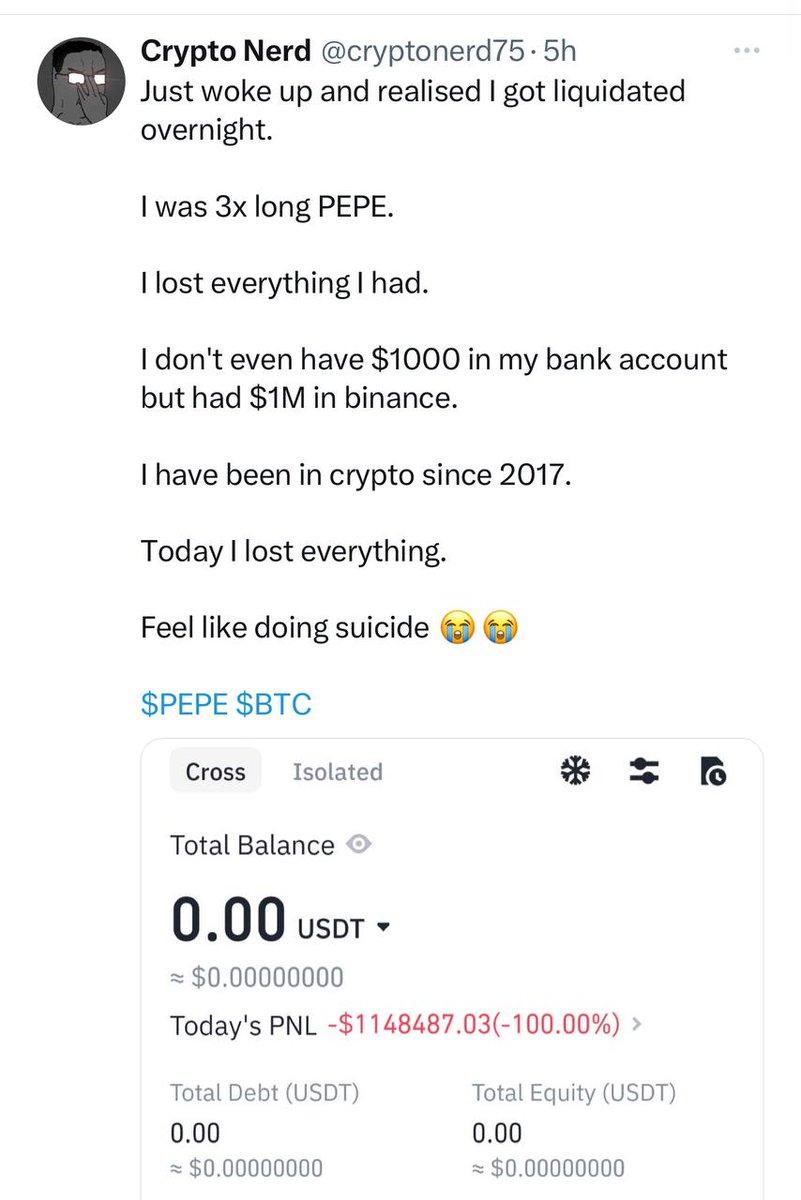 Crypto Nerd @cryptonerd75 · 5h
Just woke up and realised I got liquidated
overnight.
I was 3x long PEPE.
I lost everything I had.
I don't even have $1000 in my bank account
but had $1M in binance.
I have been in crypto since 2017.
Today I lost everything.
Feel like doing suicide 😭 😭
$PEPE $BTC
Cross Isolated
Total Balance
0.00 USDT
≈ $0.00000000
Today's PNL -$1148487.03(-100.00%) >
Total Debt (USDT) Total Equity (USDT)
0.00 0.00
≈ $0.00000000 ≈ $0.00000000